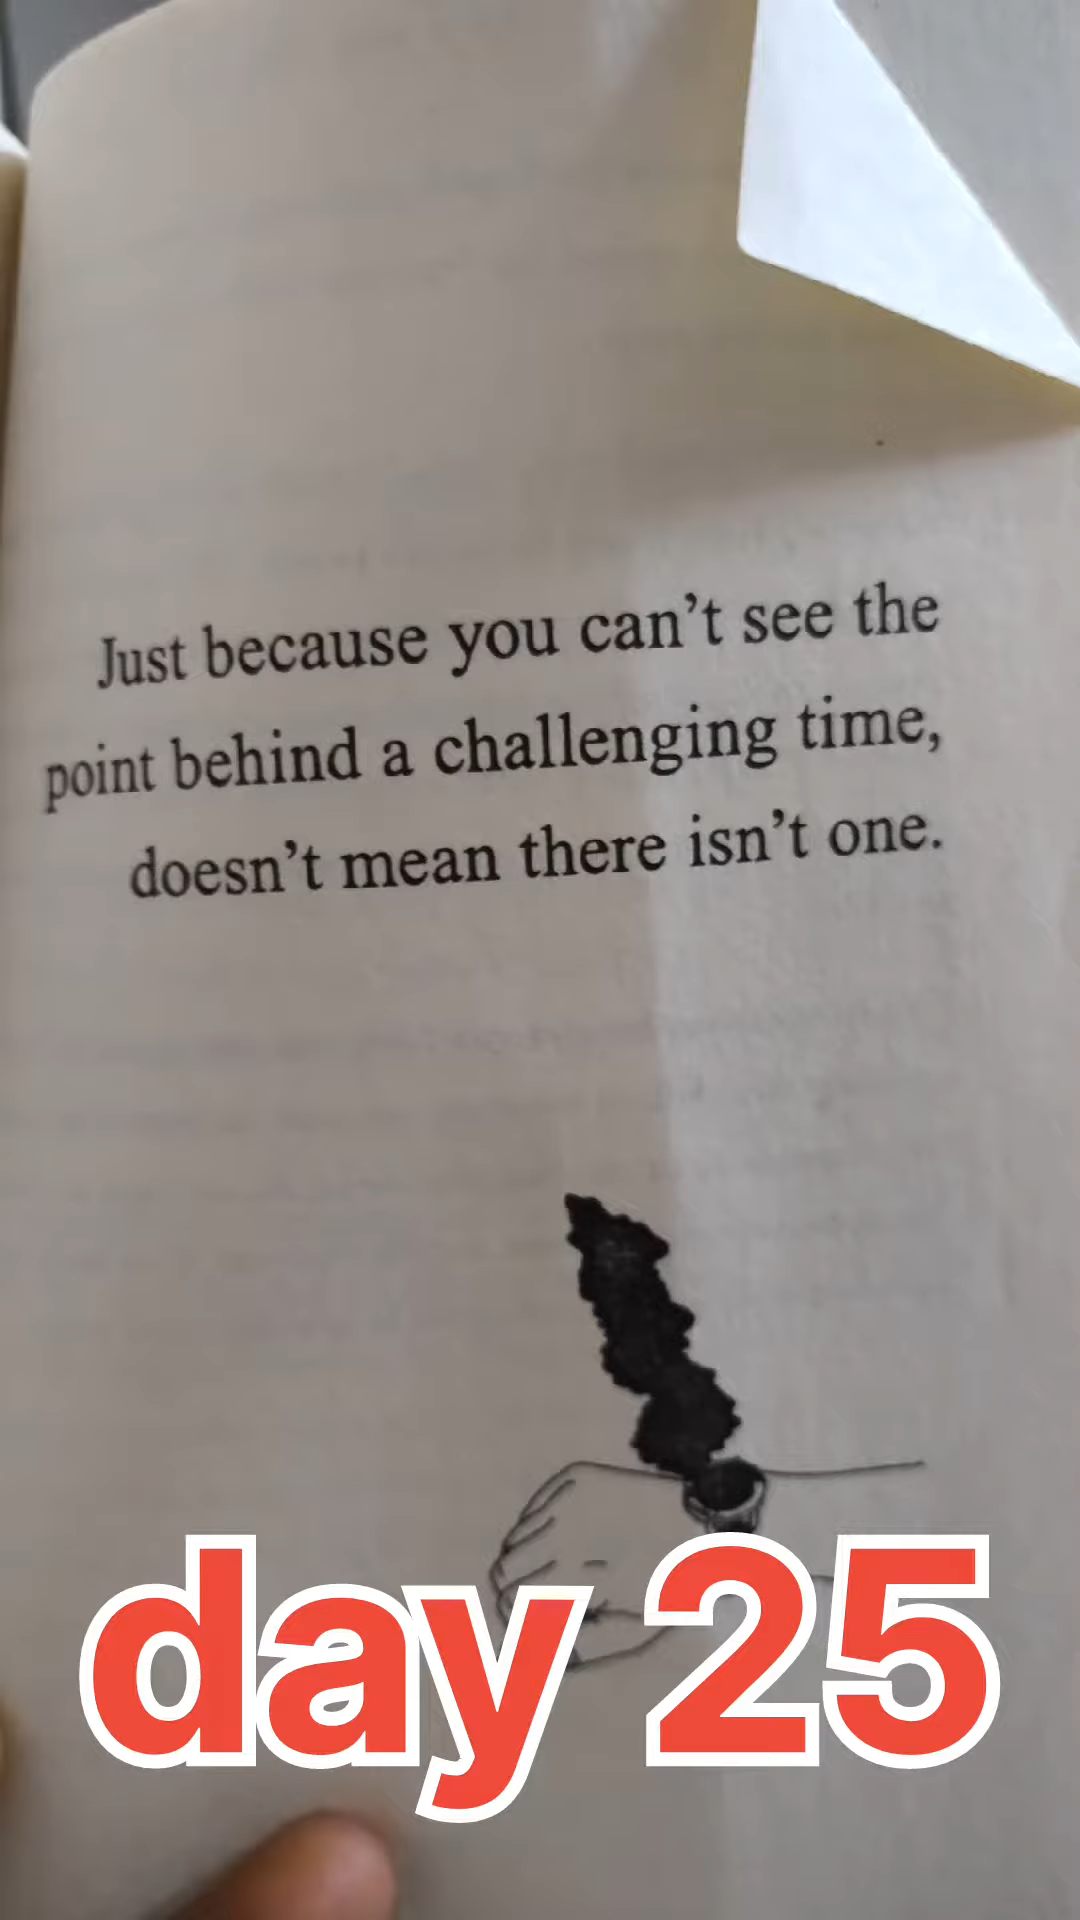 Just because you can't see the
point behind a challenging time,
doesn't mean there isn't one.
day 25